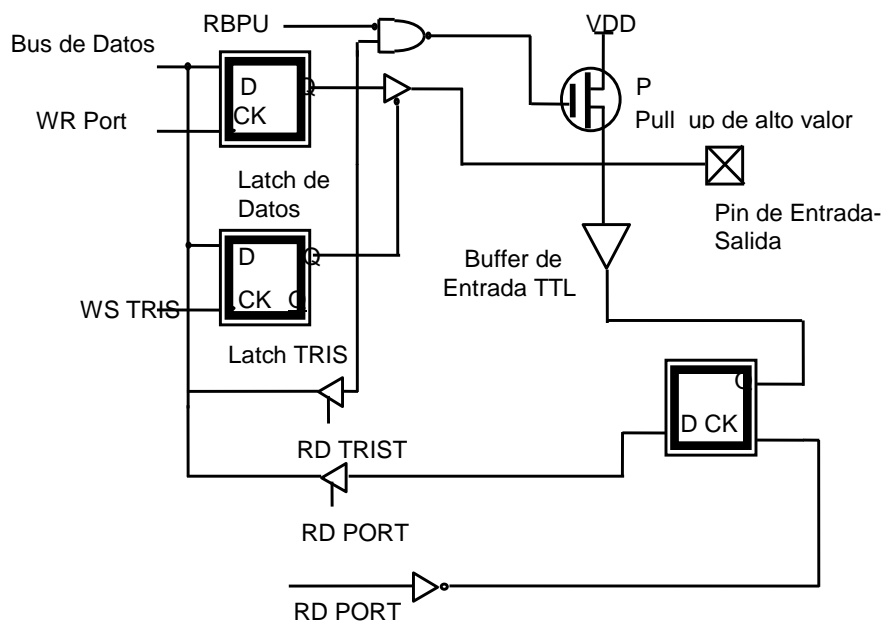 RBPU
VDD
Bus de Datos
D
Q
CK
P
Pull up de alto valor
WR Port
Latch de
Datos
Pin de Entrada-
Salida
D
Q
CK Q
Buffer de
Entrada TTL
WS TRIS
Latch TRIS
Q
D CK
RD TRIST
RD PORT
RD PORT